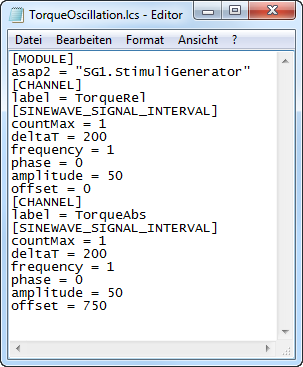 TorqueOscillation.lcs - Editor
Datei Bearbeiten Format Ansicht ?
[MODULE]
asap2 = "SG1.StimuliGenerator"
[CHANNEL]
label = TorqueRel
[SINEWAVE_SIGNAL_INTERVAL]
countMax = 1
deltaT = 200
frequency = 1
phase = 0
amplitude = 50
offset = 0
[CHANNEL]
label = TorqueAbs
[SINEWAVE_SIGNAL_INTERVAL]
countMax = 1
deltaT = 200
frequency = 1
phase = 0
amplitude = 50
offset = 750